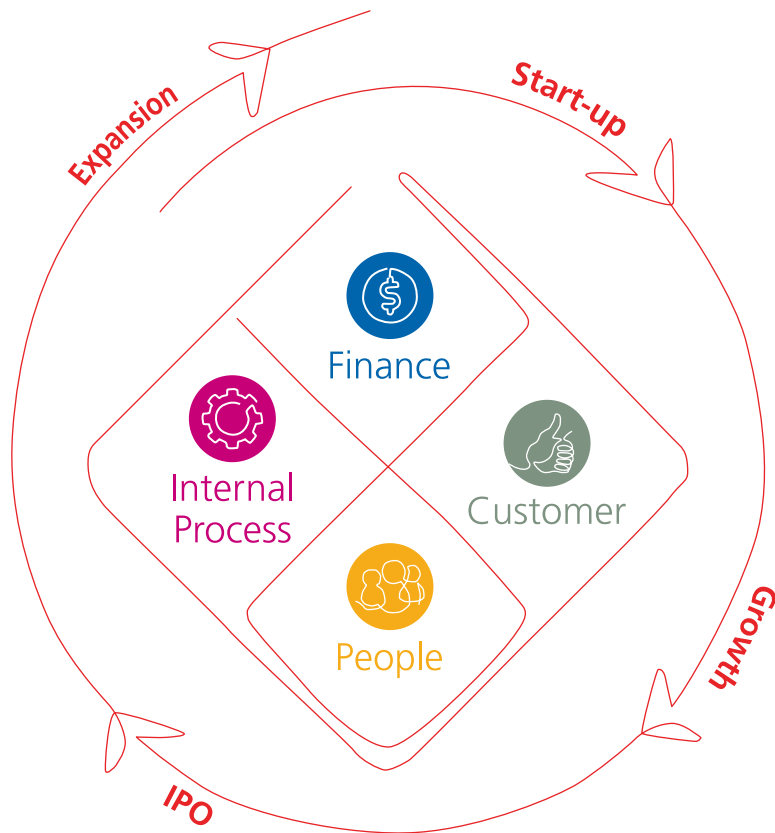 Expansion
Start-up
Finance
Internal
Process
Customer
People
Growth
IPO